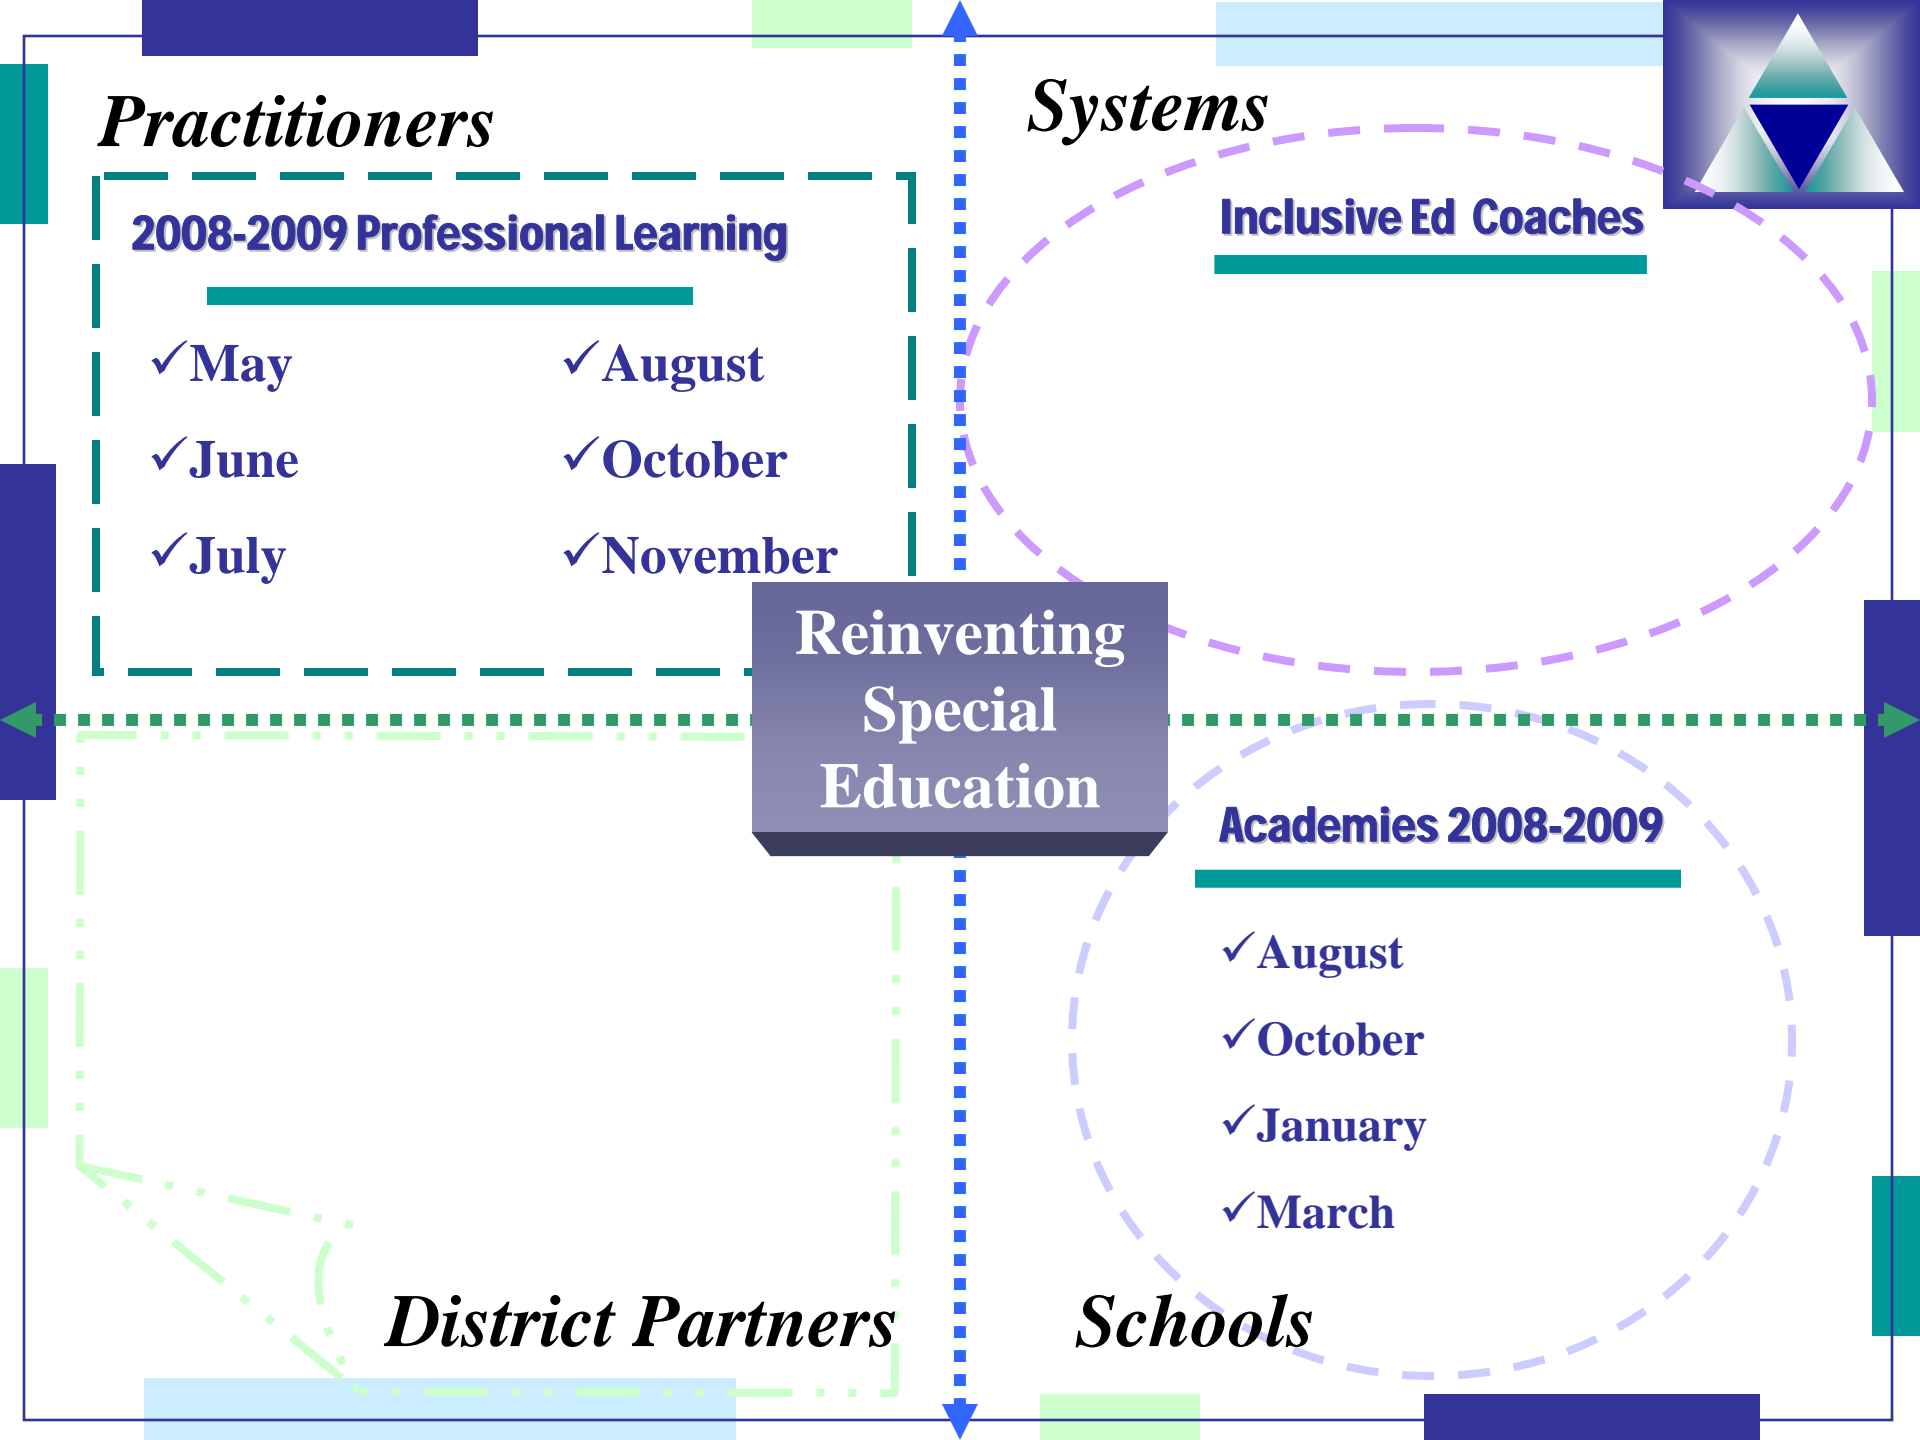 Practitioners
2008-2009 Professional Learning
✓May
✓June
✓July
✓August
✓October
✓November
Systems
Inclusive Ed Coaches
Reinventing
Special
Education
District Partners
Academies 2008-2009
✓August
✓October
✓January
✓March
Schools